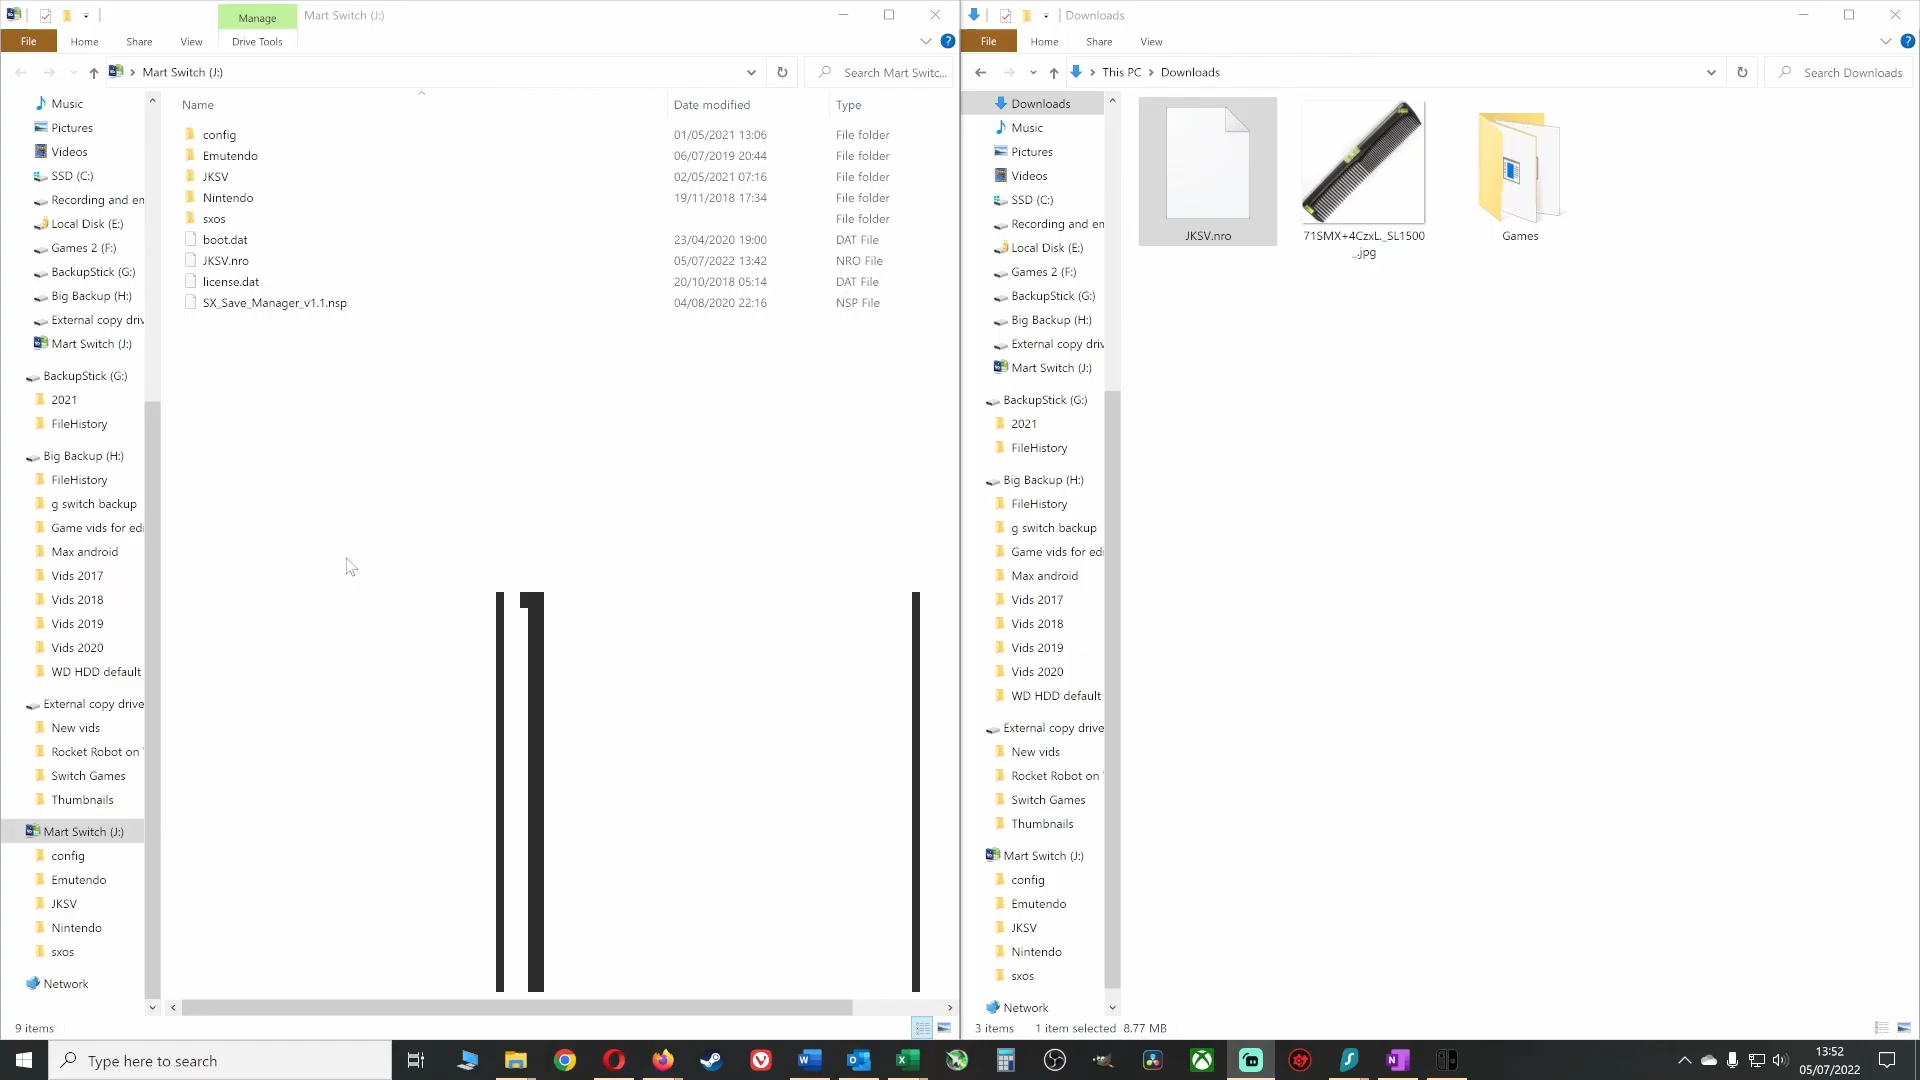 Manage
Mart Switch (J:)
File
Home
Share
View
Drive Tools
Mart Switch (J:)
Search Mart Switc...
Music
Pictures
Videos
SSD (C:)
Recording and en
Local Disk (E:)
Games 2 (F:)
BackupStick (G:)
Big Backup (H:)
External copy driv
Mart Switch (J:)
BackupStick (G:)
2021
FileHistory
Big Backup (H:)
FileHistory
g switch backup
Game vids for edi
Max android
Vids 2017
Vids 2018
Vids 2019
Vids 2020
WD HDD default
External copy drive
New vids
Rocket Robot on
Switch Games
Thumbnails
Mart Switch (J:)
config
Emutendo
JKSV
Nintendo
sxos
Network
Name Date modified Type
config 01/05/2021 13:06 File folder
Emutendo 06/07/2019 20:44 File folder
JKSV 02/05/2021 07:16 File folder
Nintendo 19/11/2018 17:34 File folder
sxos File folder
boot.dat 23/04/2020 19:00 DAT File
JKSV.nro 05/07/2022 13:42 NRO File
license.dat 20/10/2018 05:14 DAT File
SX_Save_Manager_v1.1.nsp 04/08/2020 22:16 NSP File
9 items
Downloads
File
Home
Share
View
This PC
Downloads
Search Downloads
Downloads
Music
Pictures
Videos
SSD (C:)
Recording and en
Local Disk (E:)
Games 2 (F:)
BackupStick (G:)
Big Backup (H:)
External copy driv
Mart Switch (J:)
BackupStick (G:)
2021
FileHistory
Big Backup (H:)
FileHistory
g switch backup
Game vids for edi
Max android
Vids 2017
Vids 2018
Vids 2019
Vids 2020
WD HDD default
External copy drive
New vids
Rocket Robot on
Switch Games
Thumbnails
Mart Switch (J:)
config
Emutendo
JKSV
Nintendo
sxos
Network
JKSV.nro
71SMX+4CzxL._SL1500
_.jpg
Games
3 items 1 item selected 8.77 MB
Type here to search
13:52
05/07/2022